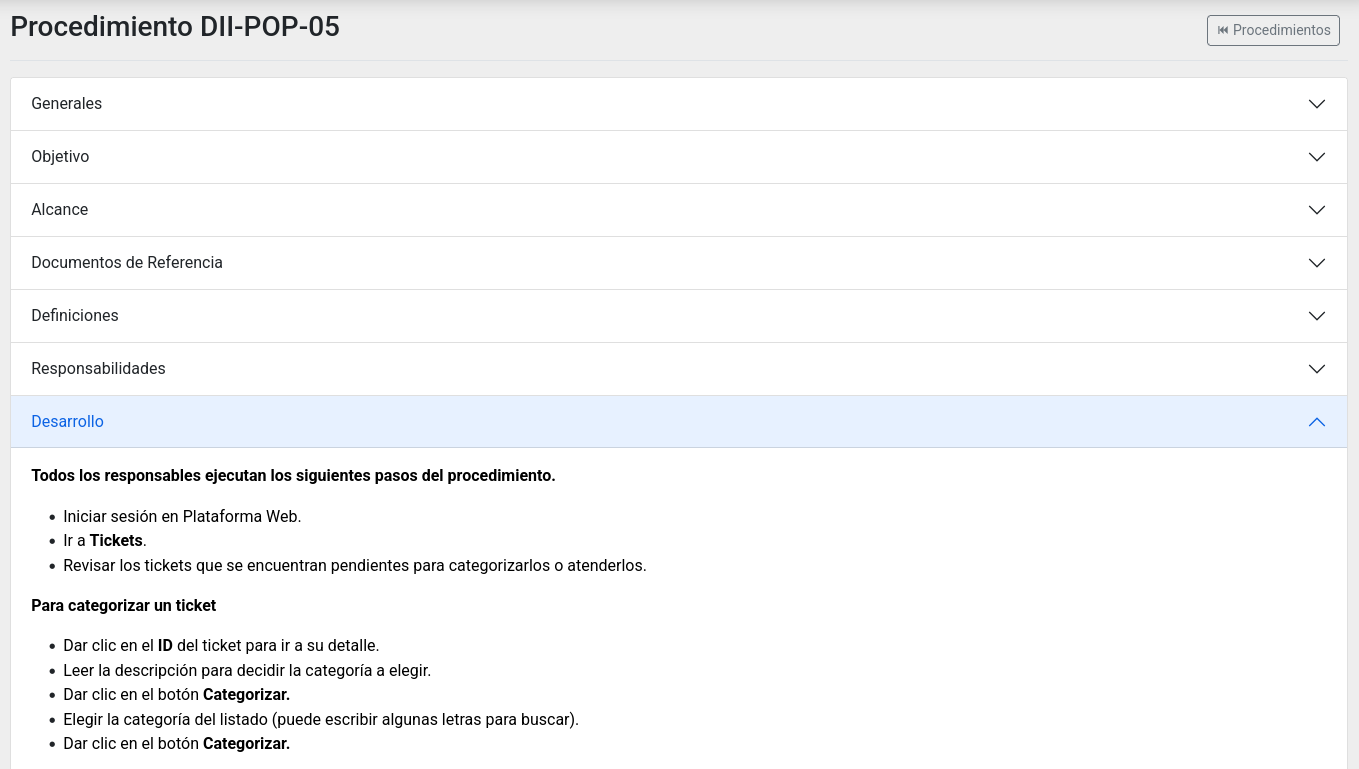 Procedimiento DII-POP-05
Procedimientos
Generales
Objetivo
Alcance
Documentos de Referencia
Definiciones
Responsabilidades
Desarrollo
Todos los responsables ejecutan los siguientes pasos del procedimiento.
• Iniciar sesión en Plataforma Web.
• Ir a Tickets.
• Revisar los tickets que se encuentran pendientes para categorizarlos o atenderlos.
Para categorizar un ticket
• Dar clic en el ID del ticket para ir a su detalle.
• Leer la descripción para decidir la categoría a elegir.
• Dar clic en el botón Categorizar.
• Elegir la categoría del listado (puede escribir algunas letras para buscar).
• Dar clic en el botón Categorizar.